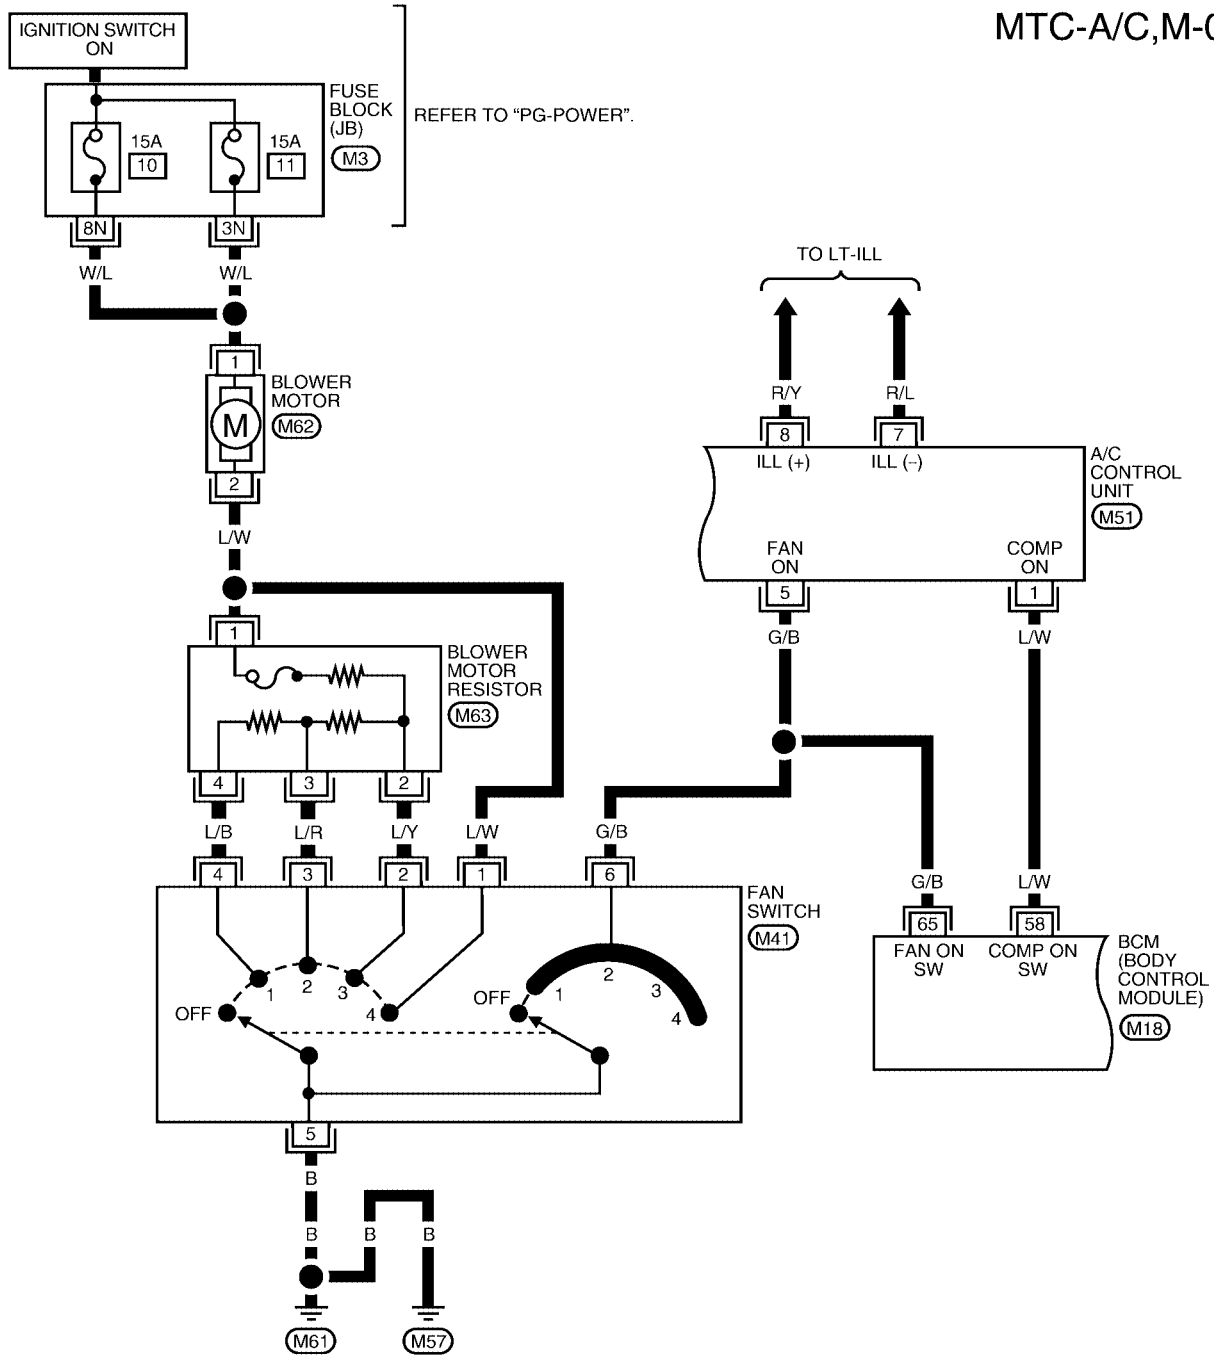 MTC-A/C,M-0
IGNITION SWITCH
ON
FUSE
BLOCK
(JB)
M3
REFER TO “PG-POWER”.
15A
10
15A
11
8N
3N
W/L
W/L
1
BLOWER
MOTOR
M62
M
2
L/W
TO LT-ILL
R/Y
R/L
8
7
ILL (+)
ILL (-)
A/C
CONTROL
UNIT
M51
FAN
ON
COMP
ON
5
1
G/B
L/W
1
BLOWER
MOTOR
RESISTOR
M63
4
3
2
L/B
L/R
L/Y
L/W
G/B
4
3
2
1
6
FAN
SWITCH
M41
OFF
1
2
3
4
OFF
1
2
3
4
5
G/B
L/W
65
58
FAN ON
SW
COMP ON
SW
BCM
(BODY
CONTROL
MODULE)
M18
B
B
B
B
M61
M57